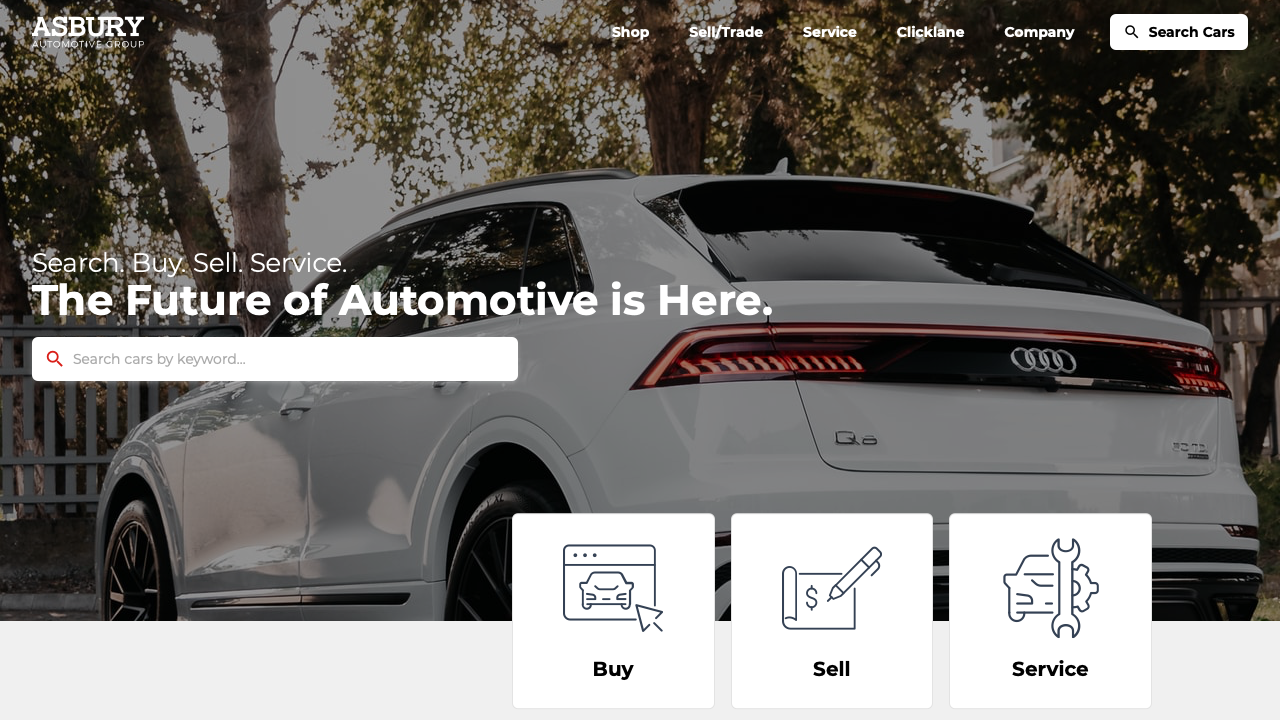 ASBURY
AUTOMOTIVE GROUP
Shop
Sell/Trade
Service
Clicklane
Company
Search Cars
Search. Buy. Sell. Service.
The Future of Automotive is Here.
Search cars by keyword...
Q8
$
Buy
Sell
Service